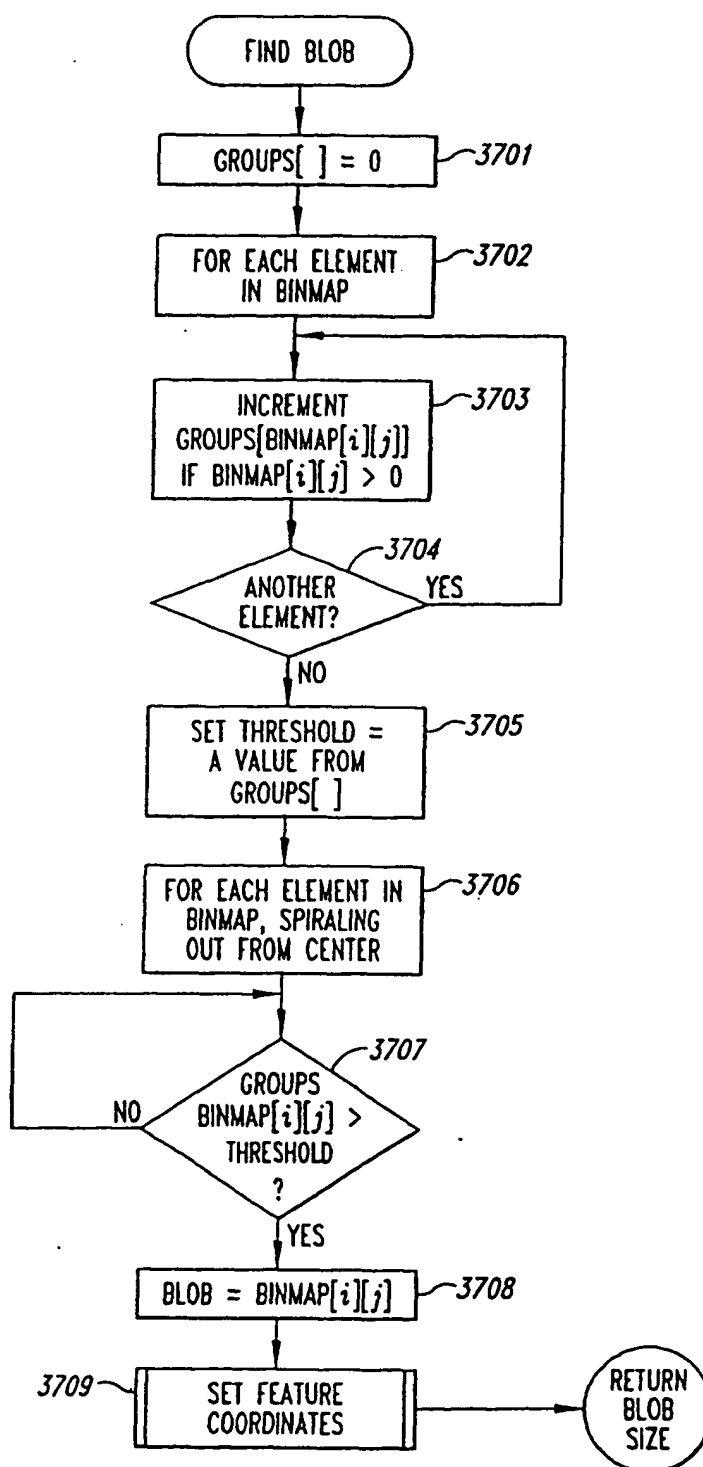 FIND BLOB
GROUPS[ ] = 0
3701
FOR EACH ELEMENT
IN BINMAP
3702
INCREMENT
GROUPS[BINMAP[i][j]]
IF BINMAP[i][j] > 0
3703
ANOTHER
ELEMENT?
3704
YES
NO
SET THRESHOLD =
A VALUE FROM
GROUPS[ ]
3705
FOR EACH ELEMENT IN
BINMAP, SPIRALING
OUT FROM CENTER
3706
GROUPS
BINMAP[i][j] >
THRESHOLD
?
3707
NO
YES
BLOB = BINMAP[i][j]
3708
3709
SET FEATURE
COORDINATES
RETURN
BLOB
SIZE